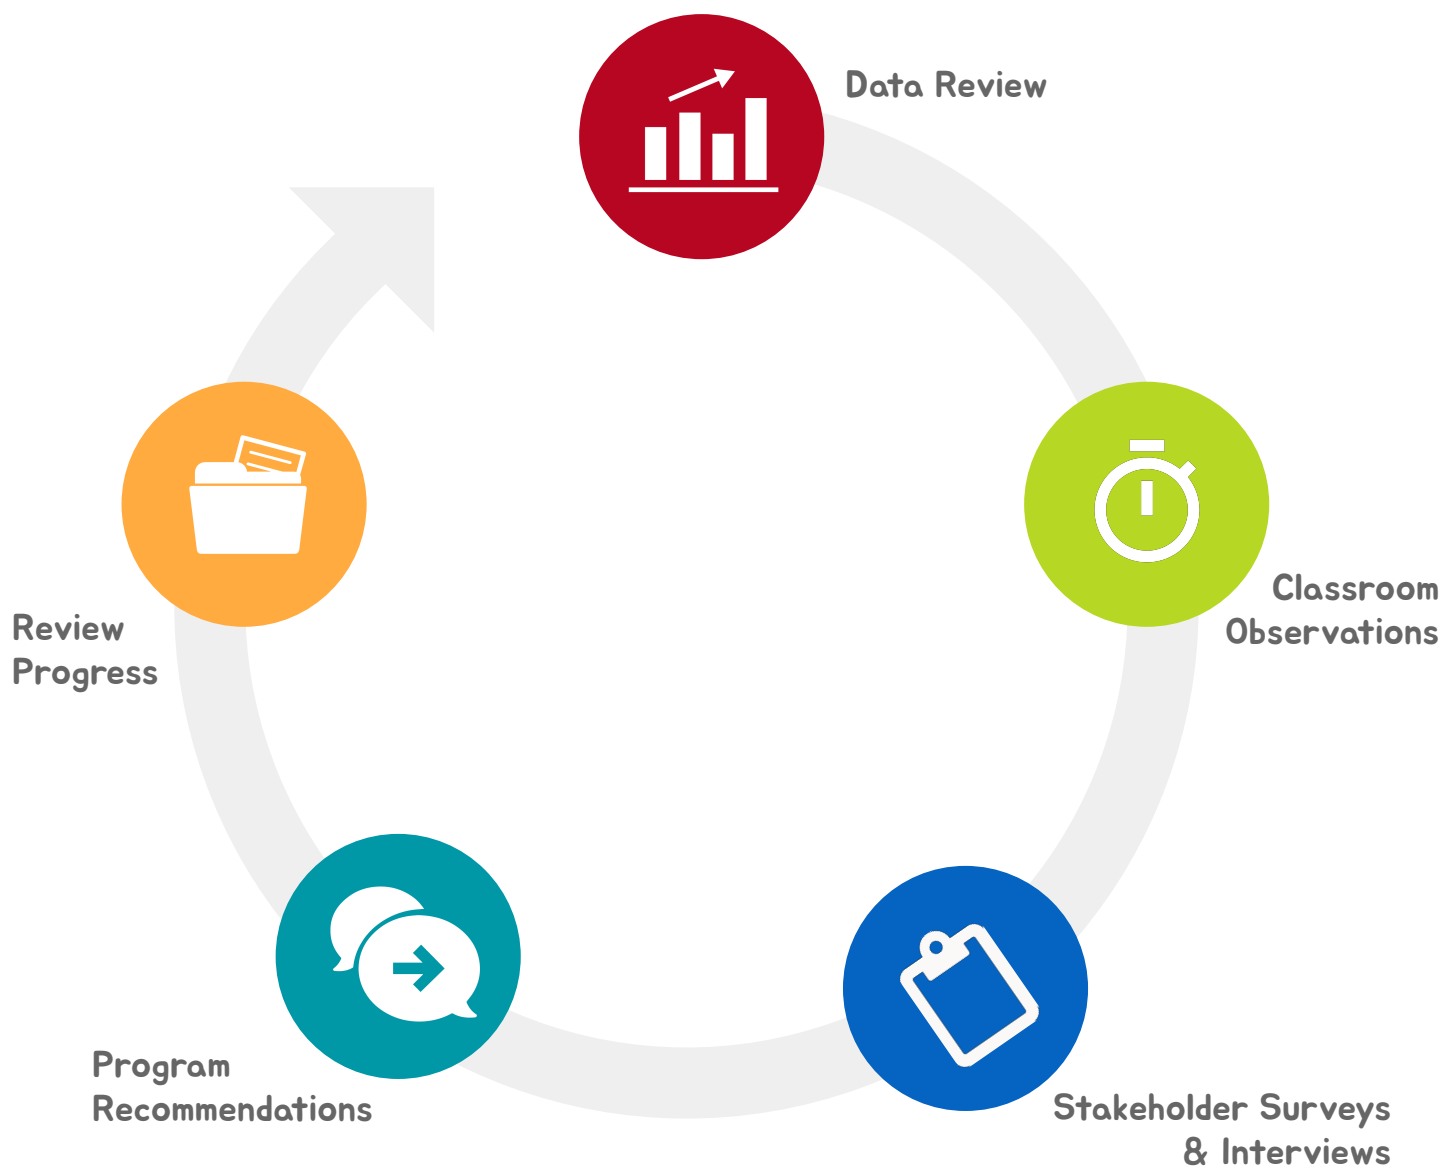 Data Review
Classroom
Observations
Stakeholder Surveys
& Interviews
Program
Recommendations
Review
Progress